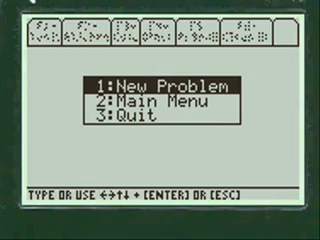 1:New Problem
2:Main Menu
3:Quit
TYPE OR USE ←→↑↓ + [ENTER] OR [ESC]